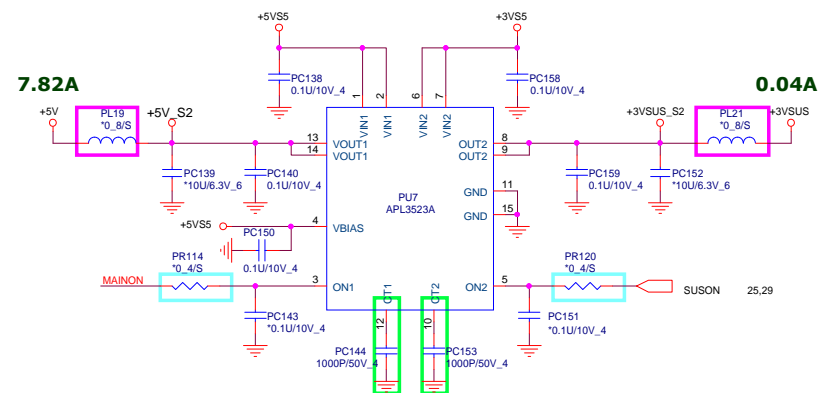 +5VS5
+3VS5
7.82A
0.04A
PC138
0.1U/10V_4
PC158
0.1U/10V_4
1
2
6
7
VIN1
VIN1
VIN2
VIN2
+5V
PL19
*0_8/S
+5V_S2
+3VSUS_S2
PL21
*0_8/S
+3VSUS
13
VOUT1
14
VOUT1
8
OUT2
9
OUT2
PC139
*10U/6.3V_6
PC140
0.1U/10V_4
PC159
0.1U/10V_4
PC152
*10U/6.3V_6
PU7
APL3523A
11
GND
15
GND
+5VS5
4
VBIAS
PC150
0.1U/10V_4
PR114
*0_4/S
PR120
*0_4/S
MAINON
3
ON1
5
ON2
SUSON
25,29
CT1
CT2
12
10
PC143
*0.1U/10V_4
PC151
*0.1U/10V_4
PC144
1000P/50V_4
PC153
1000P/50V_4